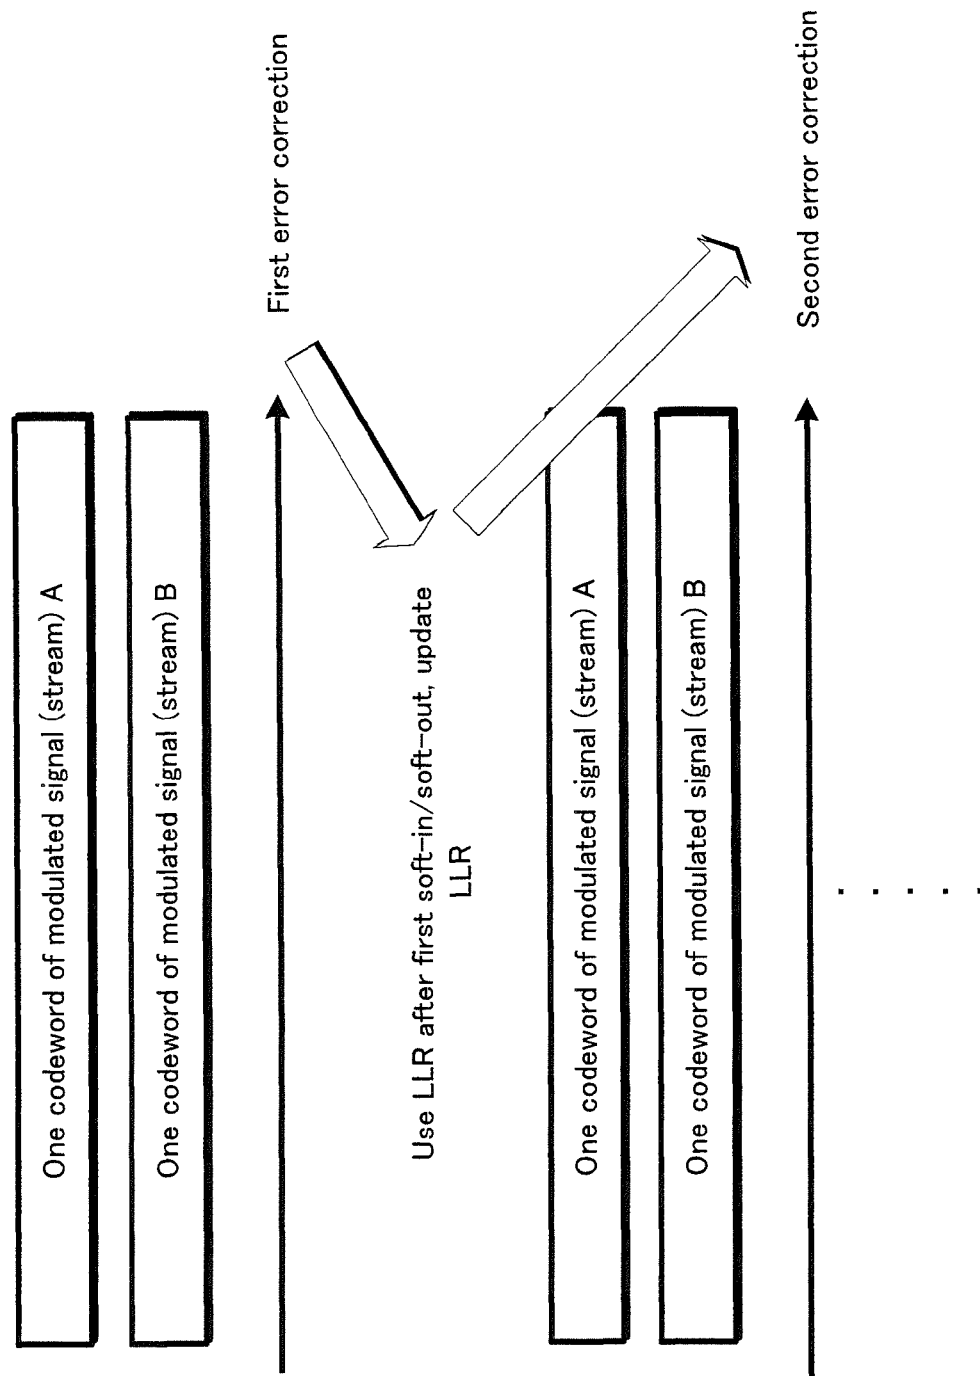 One codeword of modulated signal (stream) A
One codeword of modulated signal (stream) B
First error correction
Use LLR after first soft-in/soft-out, update
LLR
One codeword of modulated signal (stream) A
One codeword of modulated signal (stream) B
Second error correction